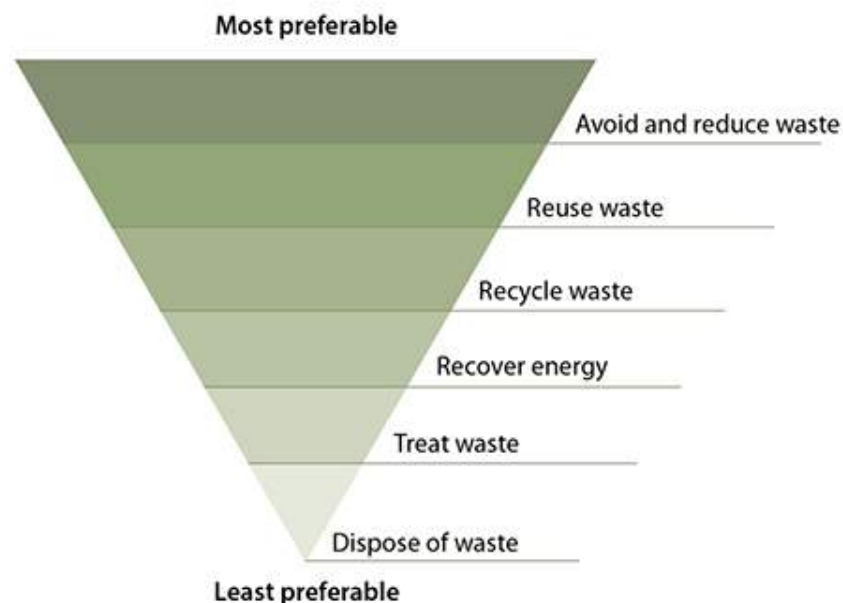 Most preferable
Avoid and reduce waste
Reuse waste
Recycle waste
Recover energy
Treat waste
Dispose of waste
Least preferable